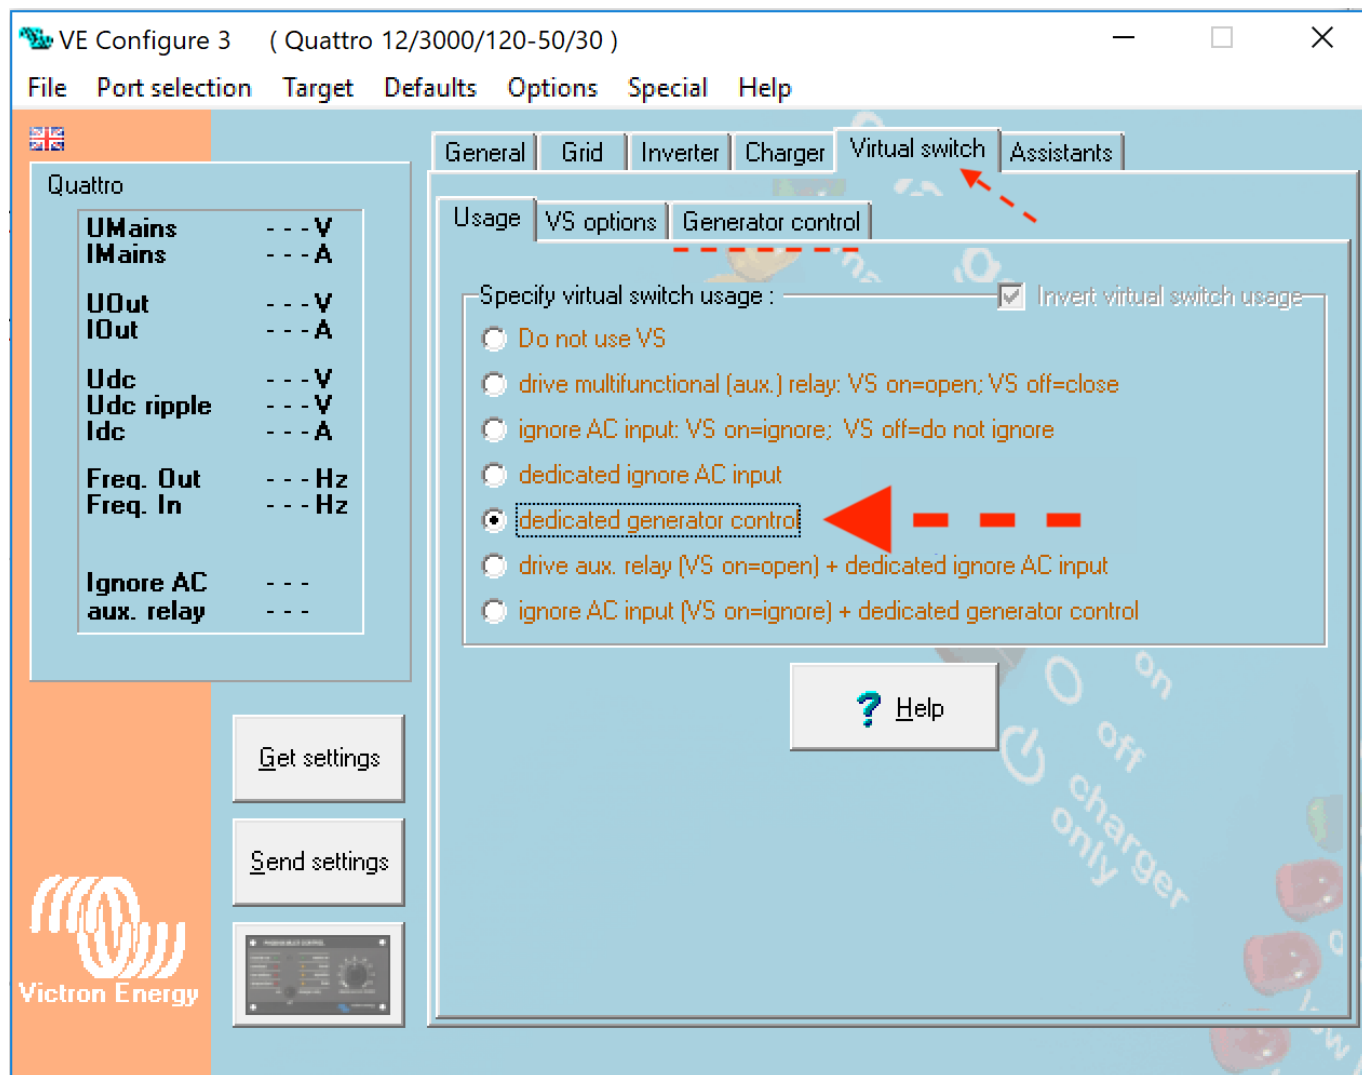 VE Configure 3 ( Quattro 12/3000/120-50/30 )
File Port selection Target Defaults Options Special Help
General Grid Inverter Charger Virtual switch Assistants
Quattro
UMains - - - V
IMains - - - A
UOut - - - V
IOut - - - A
Udc - - - V
Udc ripple - - - V
Idc - - - A
Freq. Out - - - Hz
Freq. In - - - Hz
Ignore AC - - -
aux. relay - - -
Get settings
Send settings
Victron Energy
Usage VS options Generator control
Specify virtual switch usage : Invert virtual switch usage
Do not use VS
drive multifunctional (aux.) relay: VS on=open; VS off=close
ignore AC input: VS on=ignore; VS off=do not ignore
dedicated ignore AC input
dedicated generator control
drive aux. relay (VS on=open) + dedicated ignore AC input
ignore AC input (VS on=ignore) + dedicated generator control
? Help
on
off
charger
only